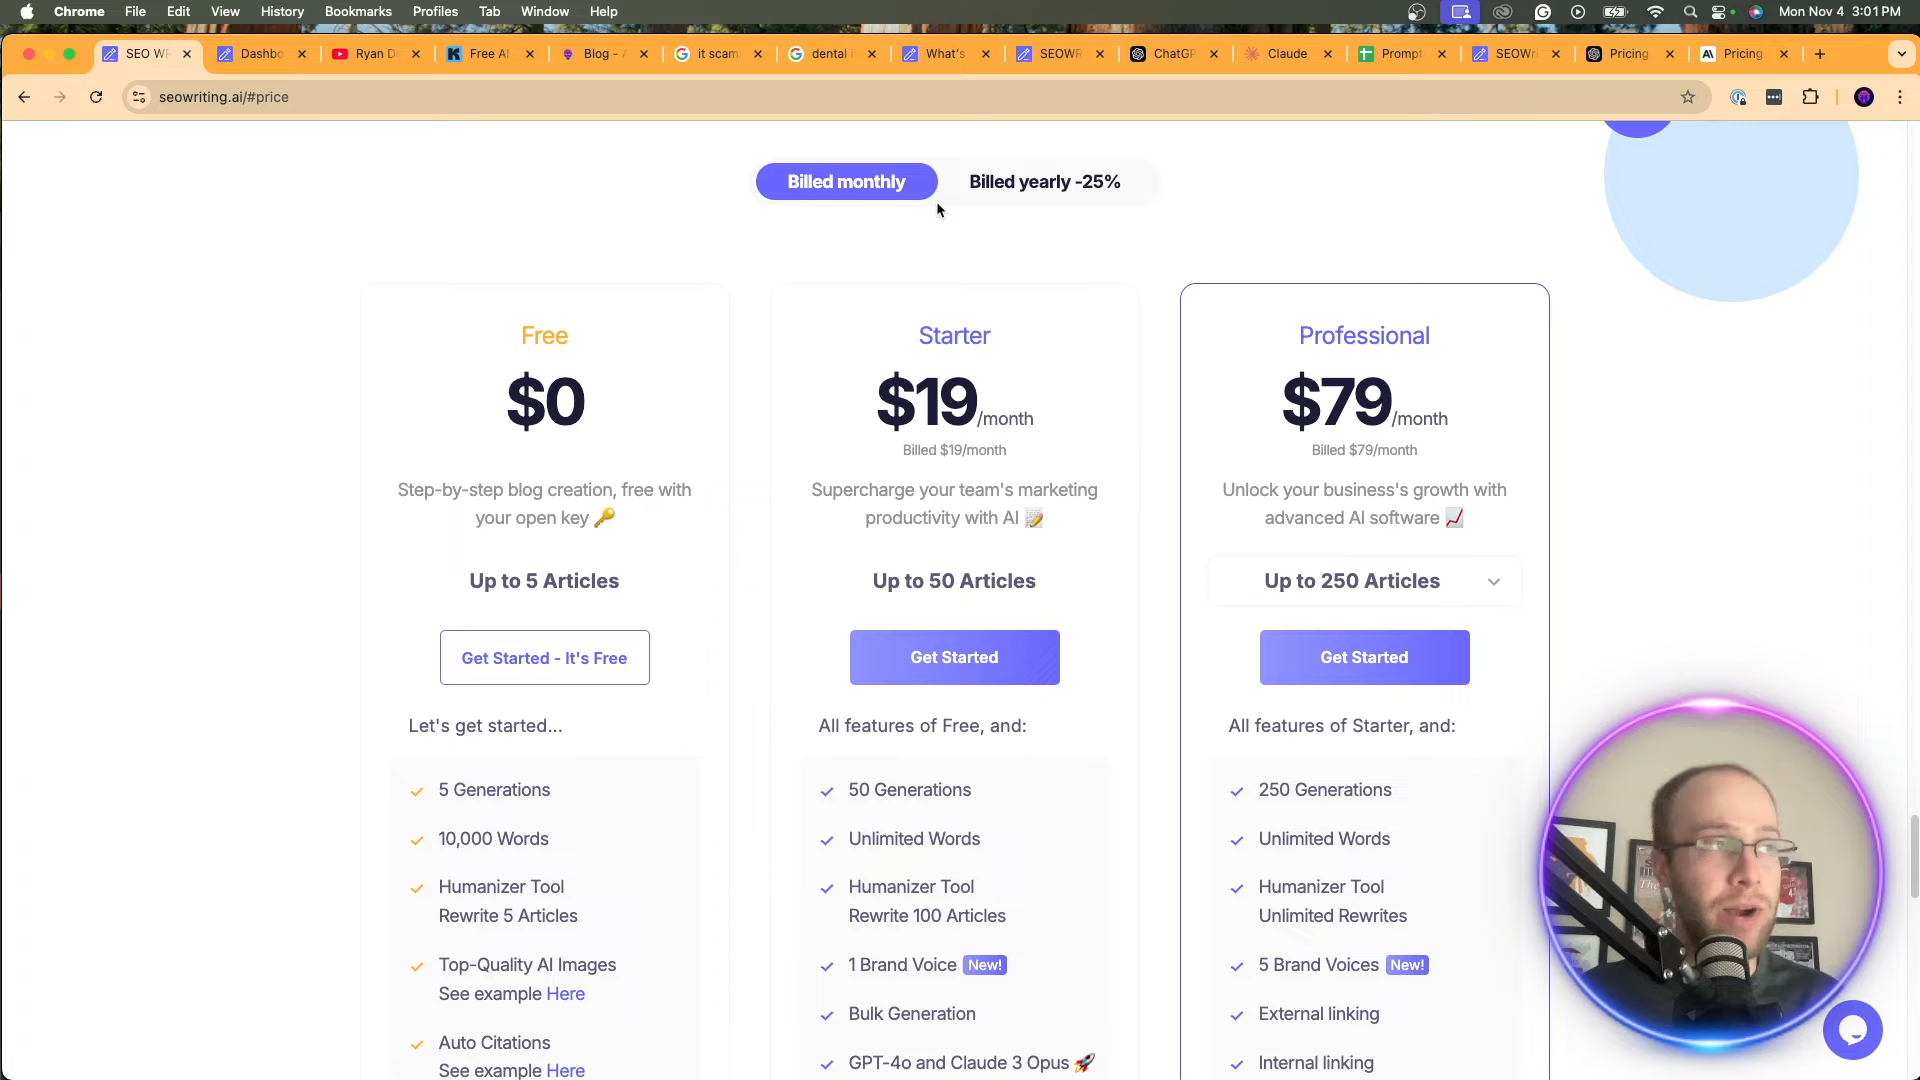 Chrome File Edit View History Bookmarks Profiles Tab Window Help Mon Nov 4 3:01 PM
SEO WR Dashbo Ryan D Free AI Blog - it scam dental What's SEOWR ChatGP Claude Prompt SEOWri Pricing Pricing
seowriting.ai/#price
Billed monthly Billed yearly -25%
Free
$0
Step-by-step blog creation, free with
your open key 🔑
Up to 5 Articles
Get Started - It's Free
Let's get started...
5 Generations
10,000 Words
Humanizer Tool
Rewrite 5 Articles
Top-Quality AI Images
See example Here
Auto Citations
See example Here
Starter
$19/month
Billed $19/month
Supercharge your team's marketing
productivity with AI 📝
Up to 50 Articles
Get Started
All features of Free, and:
50 Generations
Unlimited Words
Humanizer Tool
Rewrite 100 Articles
1 Brand Voice New!
Bulk Generation
GPT-4o and Claude 3 Opus 🚀
Professional
$79/month
Billed $79/month
Unlock your business's growth with
advanced AI software 📈
Up to 250 Articles
Get Started
All features of Starter, and:
250 Generations
Unlimited Words
Humanizer Tool
Unlimited Rewrites
5 Brand Voices New!
External linking
Internal linking